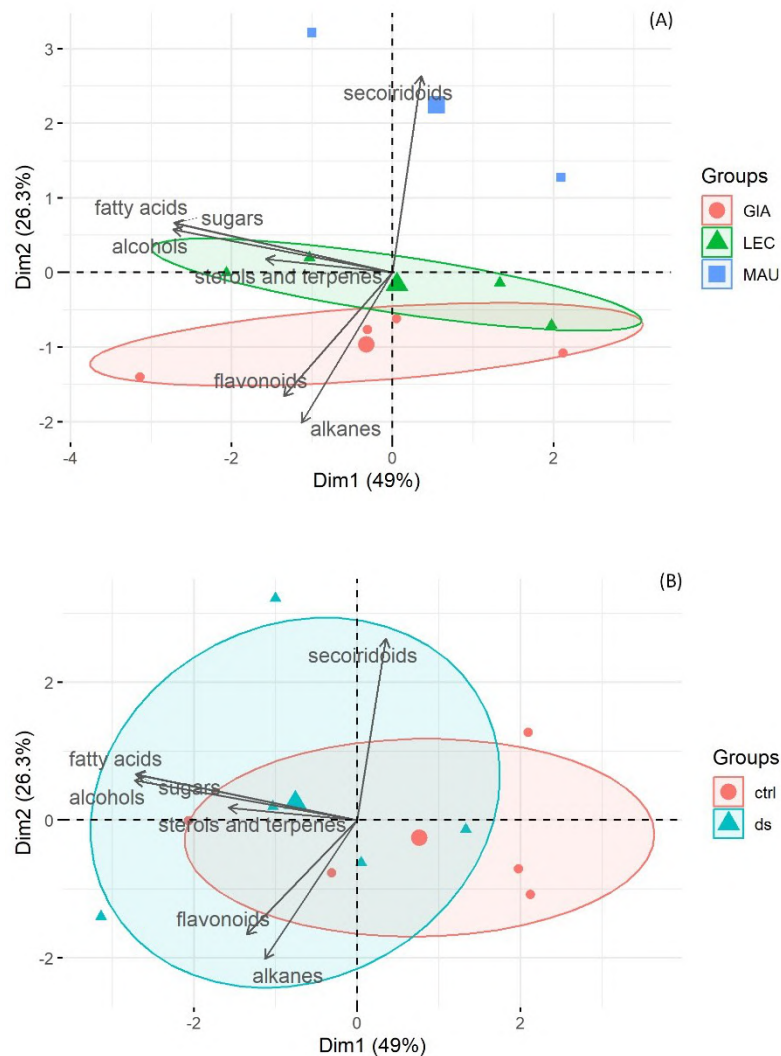 (A)
3
2
1
0
-1
-2
Dim2 (26.3%)
secorridoids
fatty acids
sugars
alcohols
sterols and terpenes
flavonoids
alkanes
-4
-2
0
2
Dim1 (49%)
Groups
GIA
LEC
MAU
(B)
2
0
-2
Dim2 (26.3%)
secorridoids
fatty acids
sugars
alcohols
sterols and terpenes
flavonoids
alkanes
-2
0
2
Dim1 (49%)
Groups
ctrl
ds